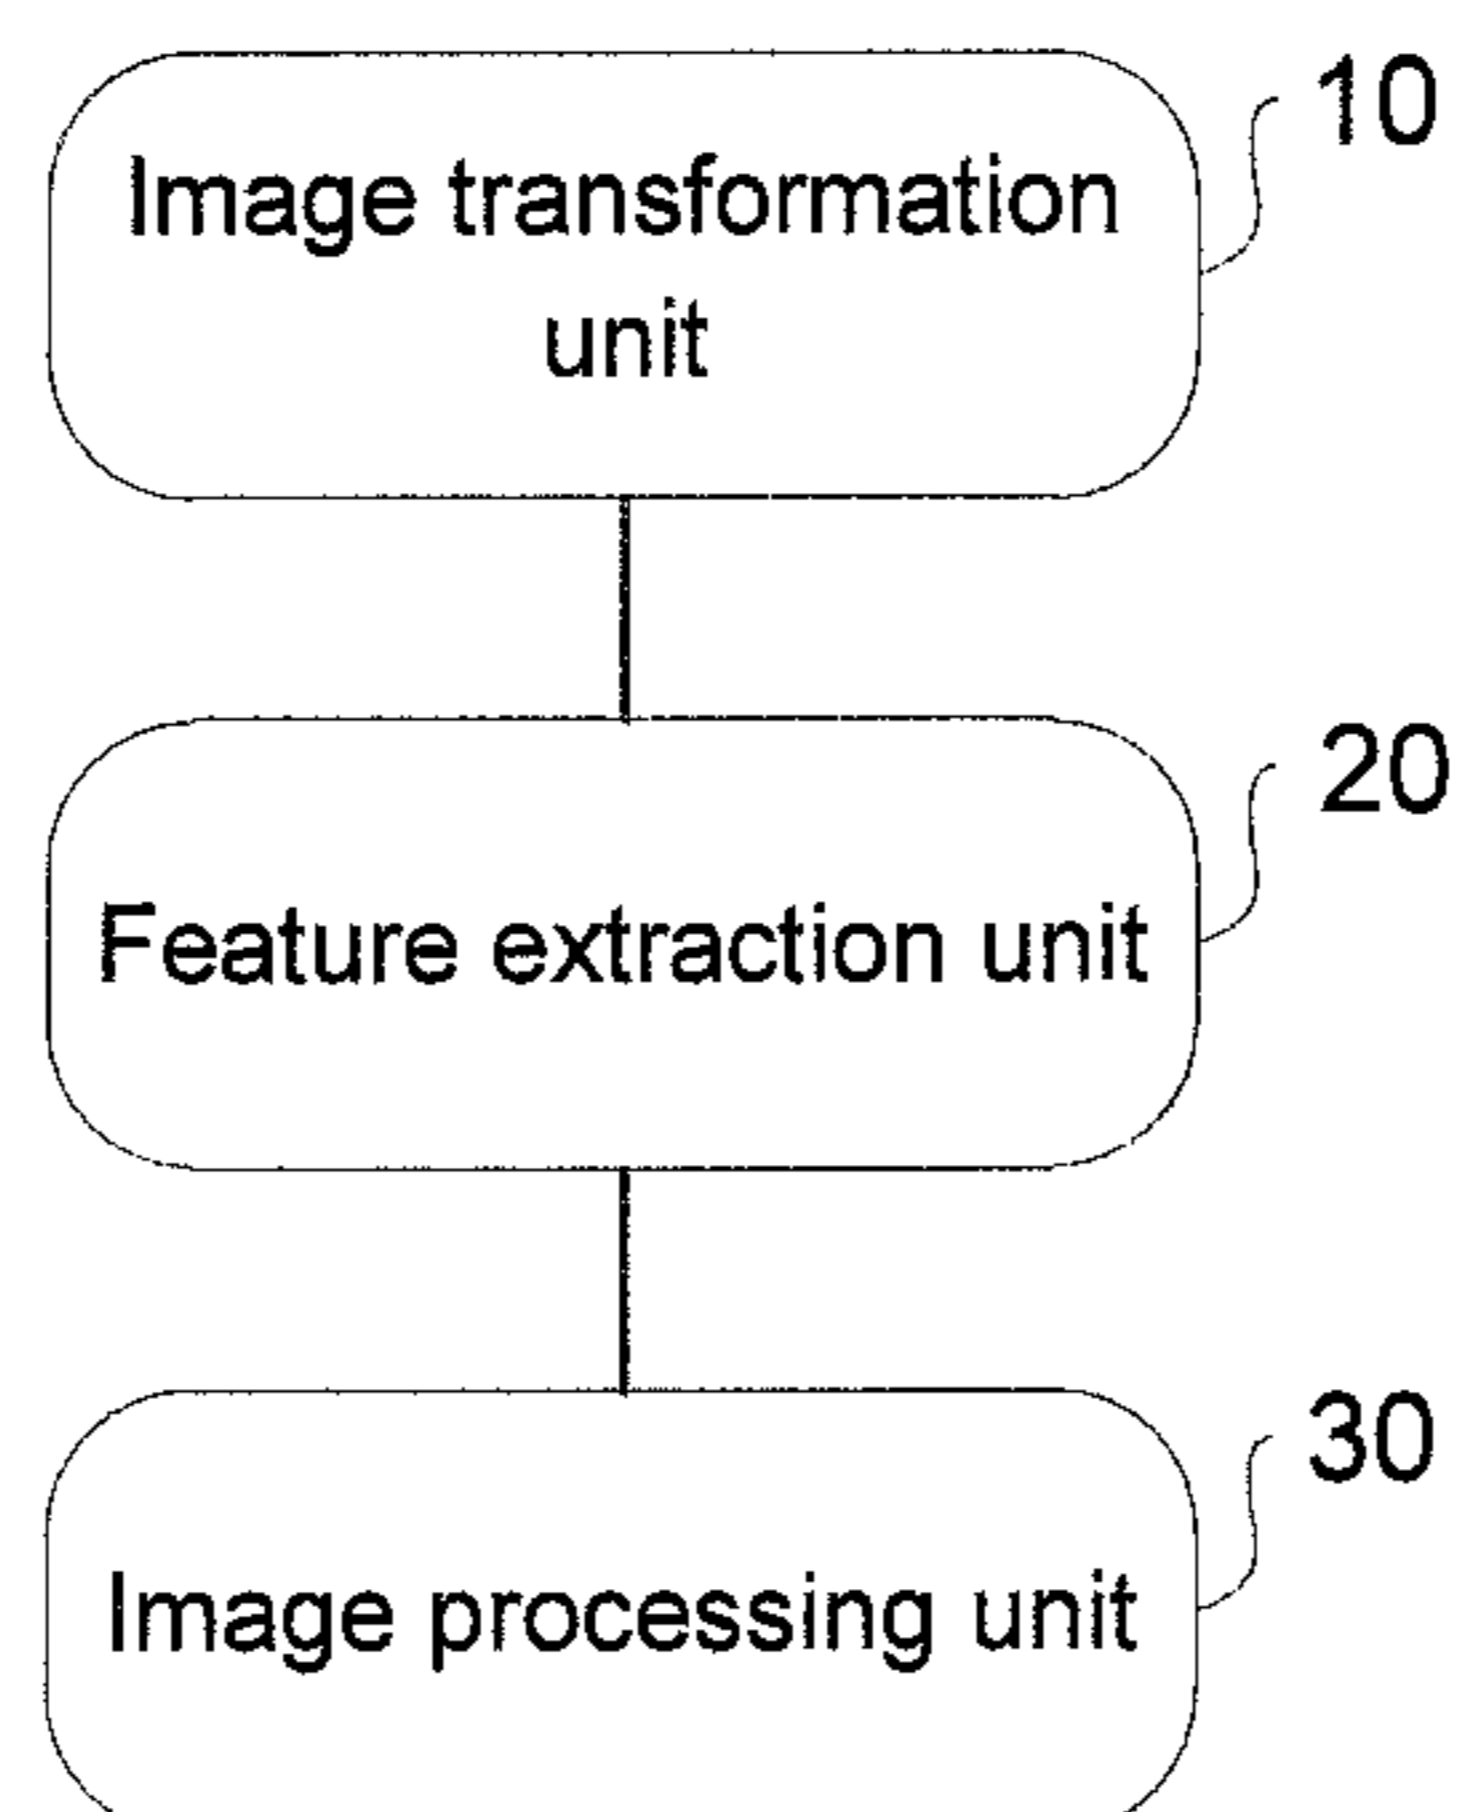 10
Image transformation
unit
20
Feature extraction unit
30
Image processing unit